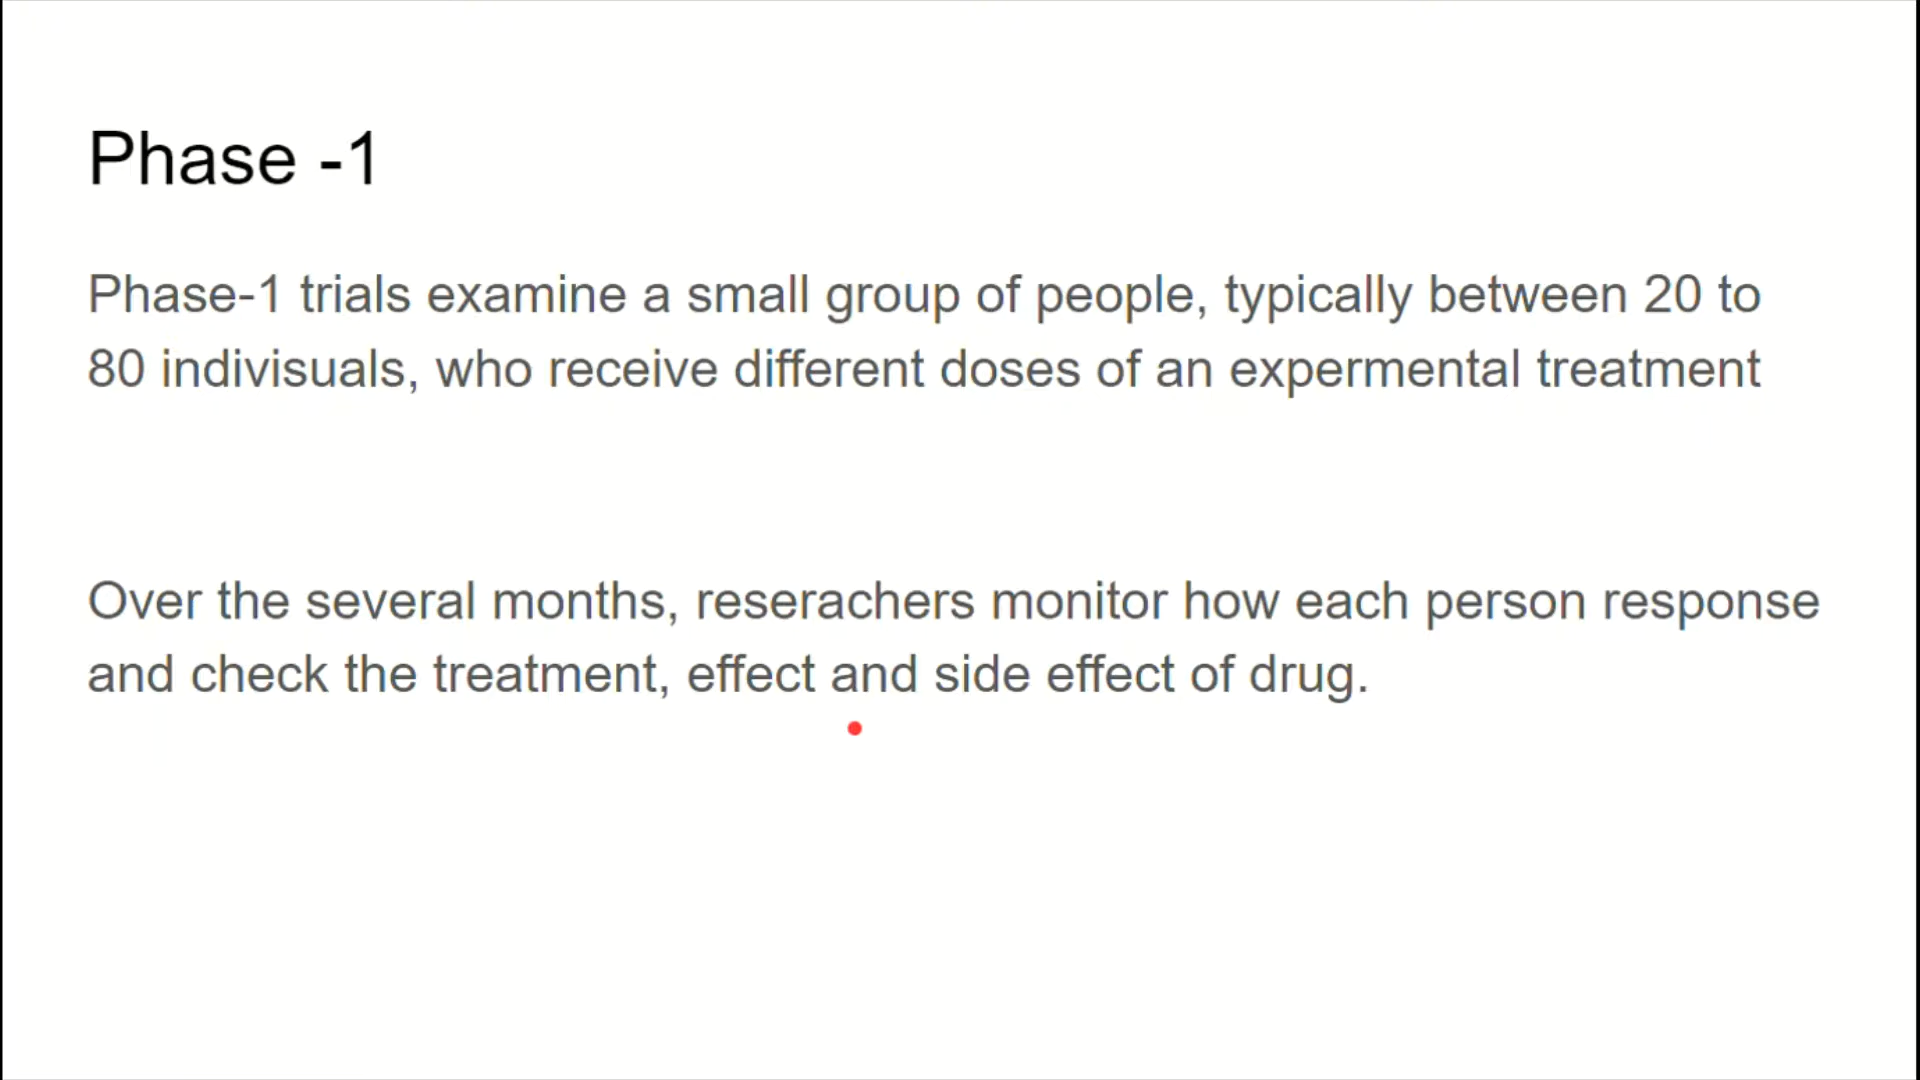 Phase -1
Phase-1 trials examine a small group of people, typically between 20 to
80 indivisuals, who receive different doses of an expermental treatment
Over the several months, reserachers monitor how each person response
and check the treatment, effect and side effect of drug.